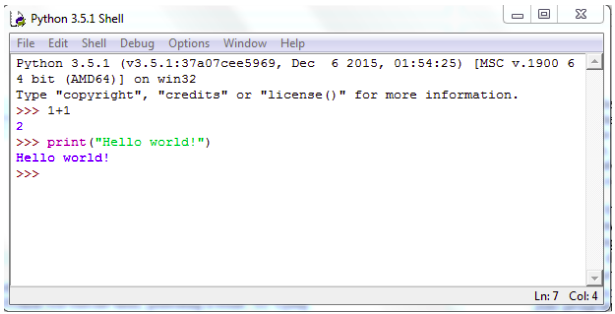 Python 3.5.1 Shell
File Edit Shell Debug Options Window Help
Python 3.5.1 (v3.5.1:37a07cee5969, Dec  6 2015, 01:54:25) [MSC v.1900 6
4 bit (AMD64)] on win32
Type "copyright", "credits" or "license()" for more information.
>>> 1+1
2
>>> print("Hello world!")
Hello world!
>>>
Ln: 7 Col: 4